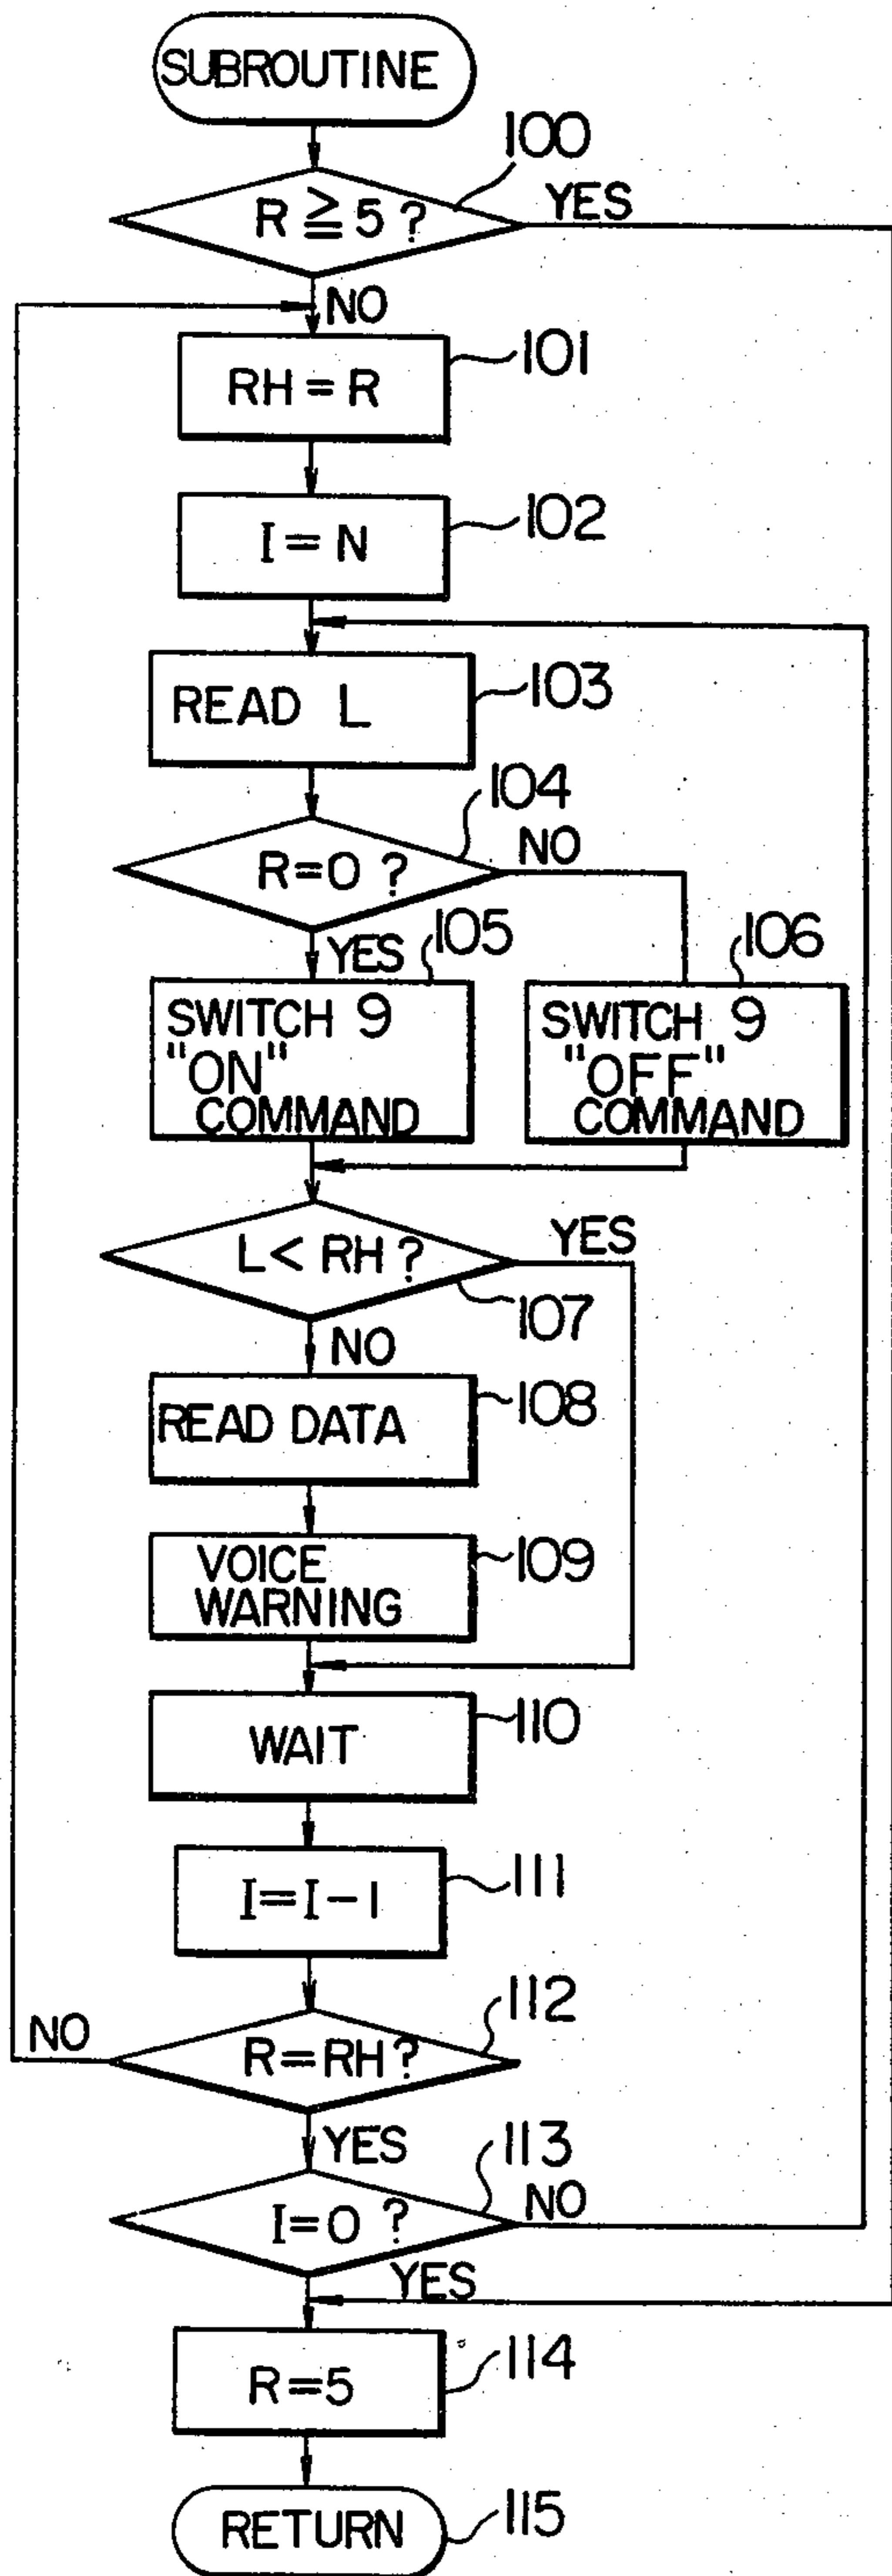 SUBROUTINE
100
R ≧ 5 ?
YES
NO
101
RH = R
102
I = N
103
READ L
104
R=0 ?
NO
YES
105
106
SWITCH 9
"ON"
COMMAND
SWITCH 9
"OFF"
COMMAND
L < RH ?
YES
107
NO
108
READ DATA
109
VOICE
WARNING
110
WAIT
111
I=I-1
112
R=RH?
NO
YES
113
I=0 ?
NO
YES
114
R=5
115
RETURN